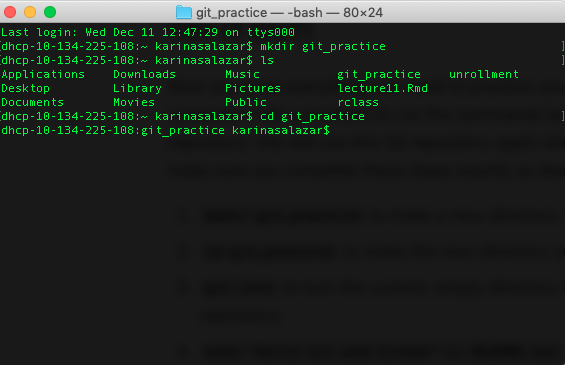 git_practice — -bash — 80×24
Last login: Wed Dec 11 12:47:29 on ttys000
[dhcp-10-134-225-108:~ karinasalazar$ mkdir git_practice ]
[dhcp-10-134-225-108:~ karinasalazar$ ls ]
Applications Downloads Music git_practice unrollment
Desktop Library Pictures lecture11.Rmd
Documents Movies Public rclass
[dhcp-10-134-225-108:~ karinasalazar$ cd git_practice ]
dhcp-10-134-225-108:git_practice karinasalazar$